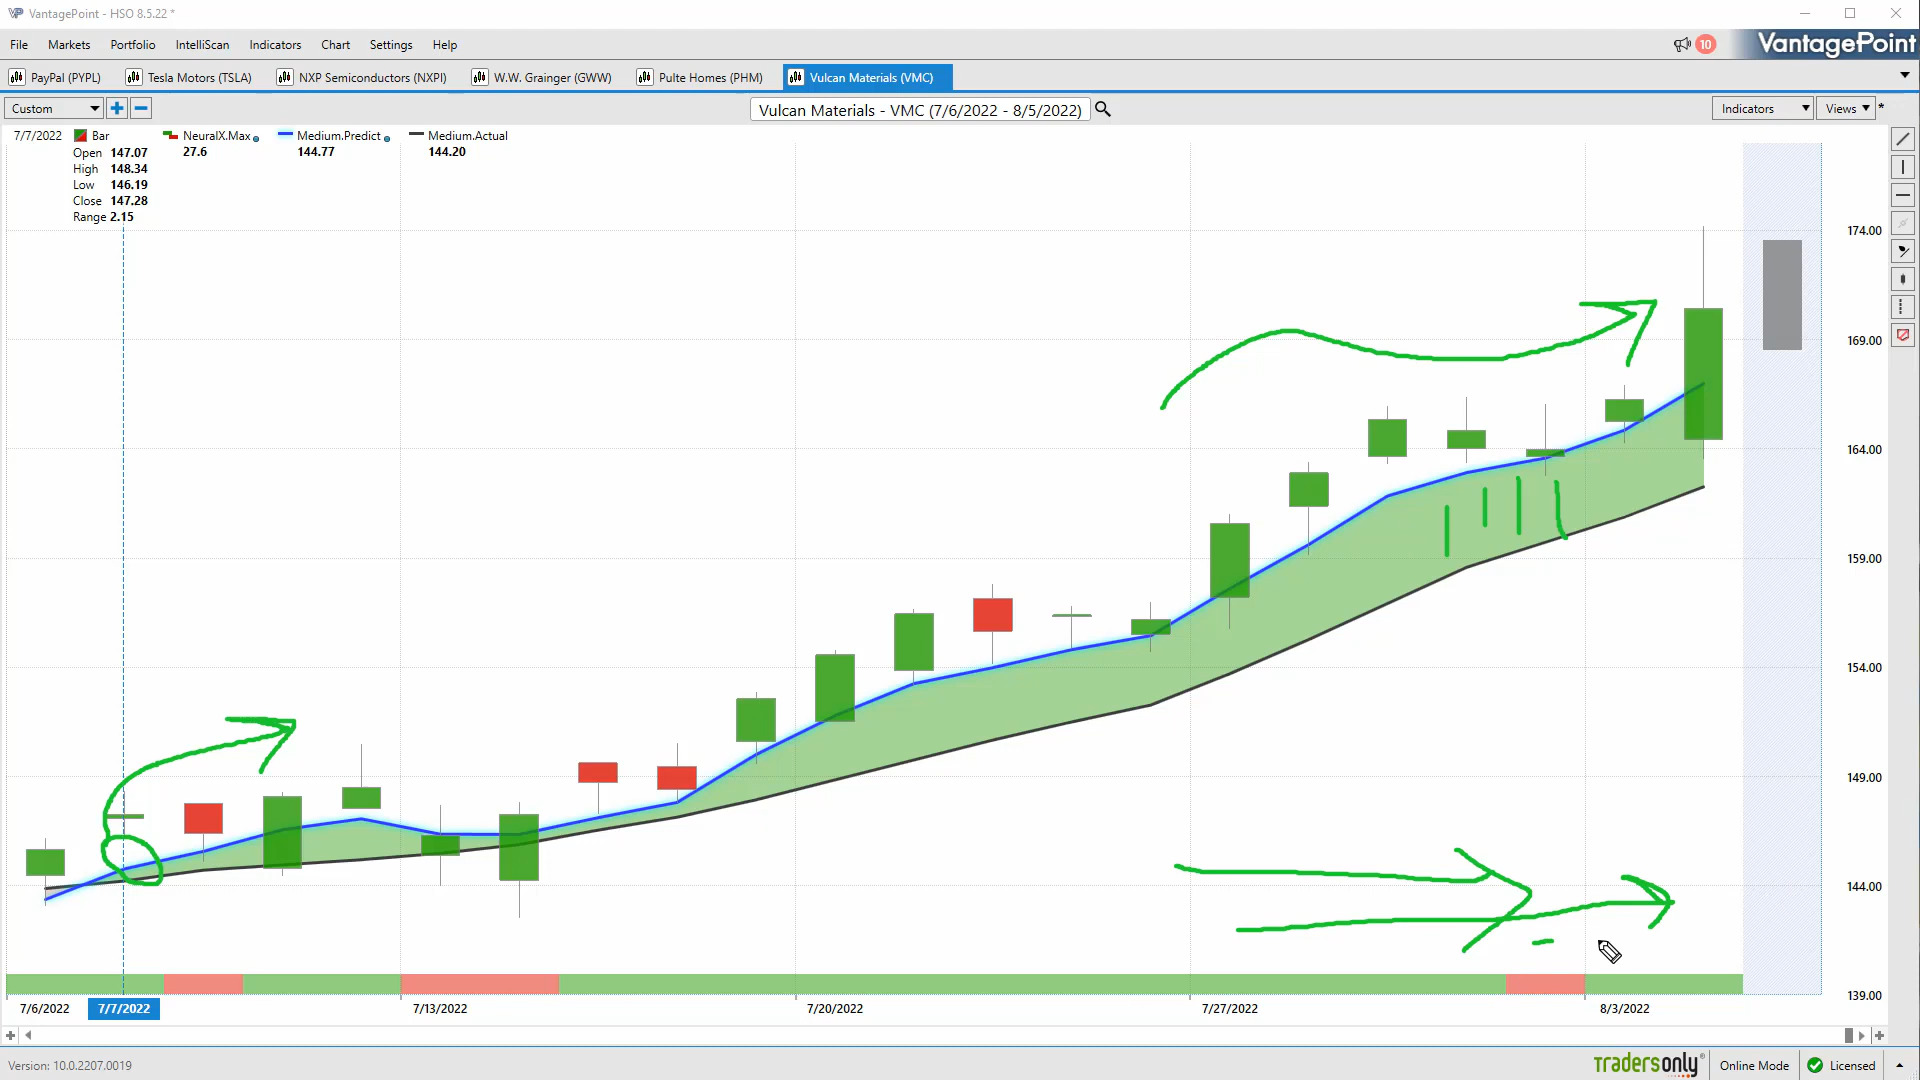 VantagePoint - HSO 8.5.22 *
File Markets Portfolio IntelliScan Indicators Chart Settings Help
10 VantagePoint
PayPal (PYPL) Tesla Motors (TSLA) NXP Semiconductors (NXPI) W.W. Grainger (GWW) Pulte Homes (PHM) Vulcan Materials (VMC)
Custom
Vulcan Materials - VMC (7/6/2022 - 8/5/2022)
Indicators Views *
7/7/2022 Bar NeuralX.Max Medium.Predict Medium.Actual
Open 147.07 27.6 144.77 144.20
High 148.34
Low 146.19
Close 147.28
Range 2.15
174.00
169.00
164.00
159.00
154.00
149.00
144.00
139.00
7/6/2022 7/7/2022 7/13/2022 7/20/2022 7/27/2022 8/3/2022
Version: 10.0.2207.0019
Tradersonly® Online Mode Licensed